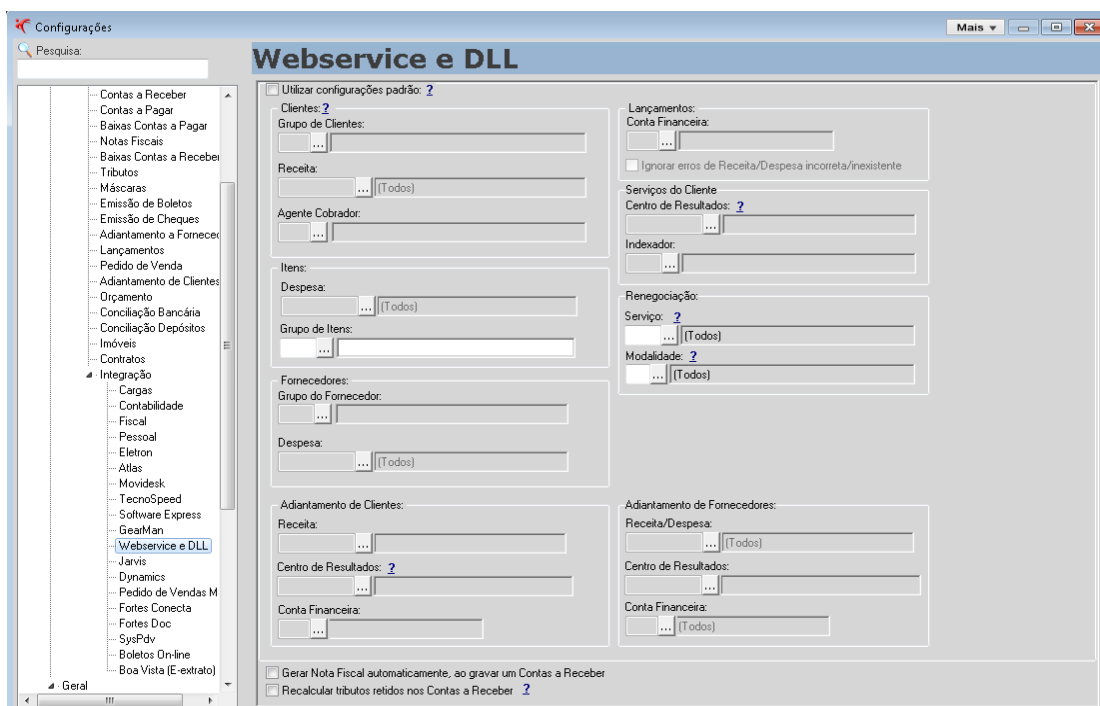 Configurações
Mais
Pesquisa:
Contas a Receber
Contas a Pagar
Baixas Contas a Pagar
Notas Fiscais
Baixas Contas a Receber
Tributos
Máscaras
Emissão de Boletos
Emissão de Cheques
Adiantamento a Fornecec
Lançamentos
Pedido de Venda
Adiantamento de Clientes
Orçamento
Conciliação Bancária
Conciliação Depósitos
Imóveis
Contratos
Integração
Cargas
Contabilidade
Fiscal
Pessoal
Eletron
Atlas
Movidesk
TecnoSpeed
Software Express
GearMan
Webservice e DLL
Jarvis
Dynamics
Pedido de Vendas M
Fortes Conecta
Fortes Doc
SysPdv
Boletos On-line
Boa Vista (E-extrato)
Geral
Webservice e DLL
Utilizar configurações padrão: ?
Clientes: ?
Grupo de Clientes:
...
Receita:
... (Todos)
Agente Cobrador:
...
Itens:
Despesa:
... (Todos)
Grupo de Itens:
...
Fornecedores:
Grupo do Fornecedor:
...
Despesa:
... (Todos)
Adiantamento de Clientes:
Receita:
...
Centro de Resultados: ?
...
Conta Financeira:
...
Lançamentos:
Conta Financeira:
...
Ignorar erros de Receita/Despesa incorreta/inexistente
Serviços do Cliente
Centro de Resultados: ?
...
Indexador:
...
Renegociação:
Serviço: ?
... (Todos)
Modalidade: ?
... (Todos)
Adiantamento de Fornecedores:
Receita/Despesa:
... (Todos)
Centro de Resultados:
...
Conta Financeira:
... (Todos)
Gerar Nota Fiscal automaticamente, ao gravar um Contas a Receber
Recalcular tributos retidos nos Contas a Receber ?